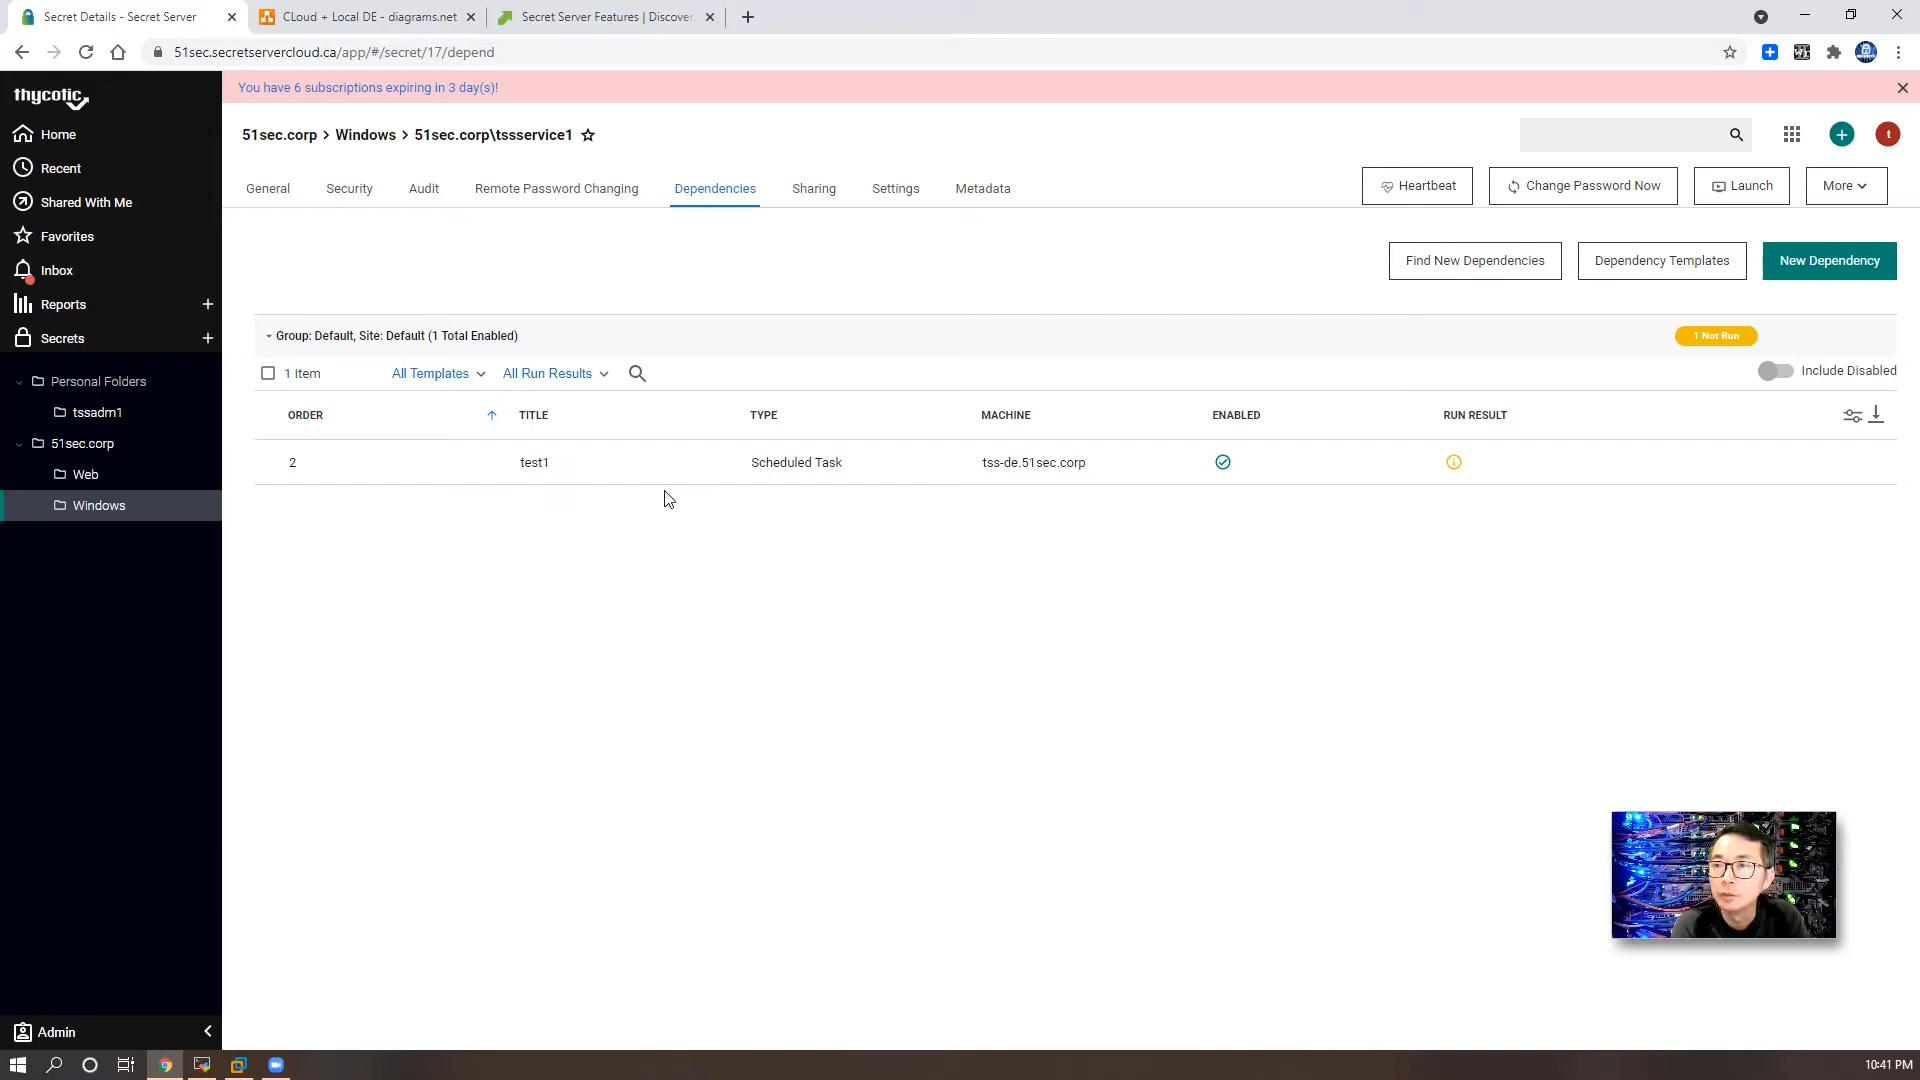 Secret Details - Secret Server
CLoud + Local DE - diagrams.net
Secret Server Features | Discover
51sec.secretservercloud.ca/app/#/secret/17/depend
thycotic
You have 6 subscriptions expiring in 3 day(s)!
Home
Recent
Shared With Me
Favorites
Inbox
Reports
Secrets
Personal Folders
tssadm1
51sec.corp
Web
Windows
Admin
51sec.corp > Windows > 51sec.corp\tssservice1
t
General
Security
Audit
Remote Password Changing
Dependencies
Sharing
Settings
Metadata
Heartbeat
Change Password Now
Launch
More
Find New Dependencies
Dependency Templates
New Dependency
Group: Default, Site: Default (1 Total Enabled)
1 Not Run
1 Item
All Templates
All Run Results
Include Disabled
ORDER
TITLE
TYPE
MACHINE
ENABLED
RUN RESULT
2
test1
Scheduled Task
tss-de.51sec.corp
10:41 PM